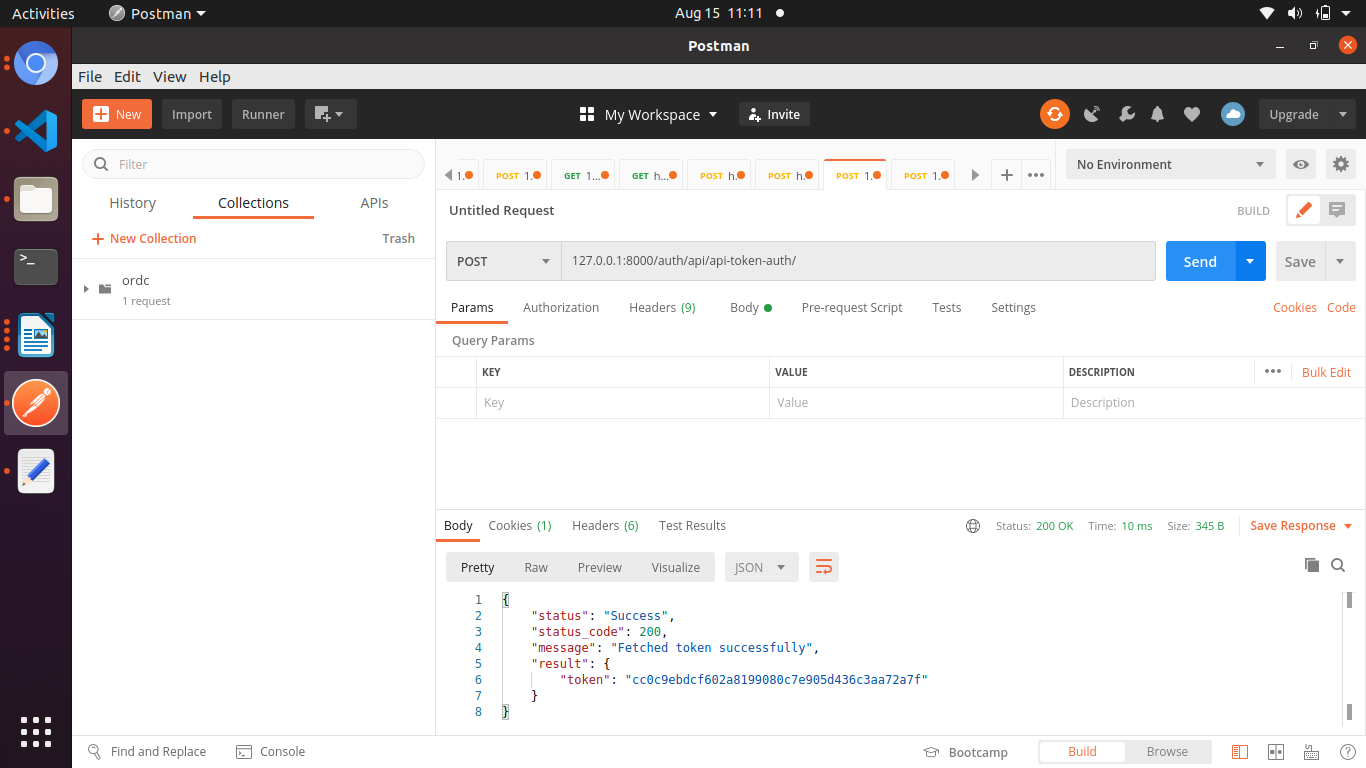 Activities Postman Aug 15 11:11
Postman
File Edit View Help
New Import Runner My Workspace Invite Upgrade
Filter
1. POST 1. GET 1... GET h... POST h. POST h. POST 1. POST 1. No Environment
History Collections APIs
Untitled Request BUILD
New Collection Trash
POST 127.0.0.1:8000/auth/api/api-token-auth/ Send Save
ordc
1 request
Params Authorization Headers (9) Body Pre-request Script Tests Settings Cookies Code
Query Params
KEY VALUE DESCRIPTION Bulk Edit
Key Value Description
Body Cookies (1) Headers (6) Test Results Status: 200 OK Time: 10 ms Size: 345 B Save Response
Pretty Raw Preview Visualize JSON
1 {
2 "status": "Success",
3 "status_code": 200,
4 "message": "Fetched token successfully",
5 "result": {
6 "token": "cc0c9ebdcf602a8199080c7e905d436c3aa72a7f"
7 }
8 }
Find and Replace Console Bootcamp Build Browse